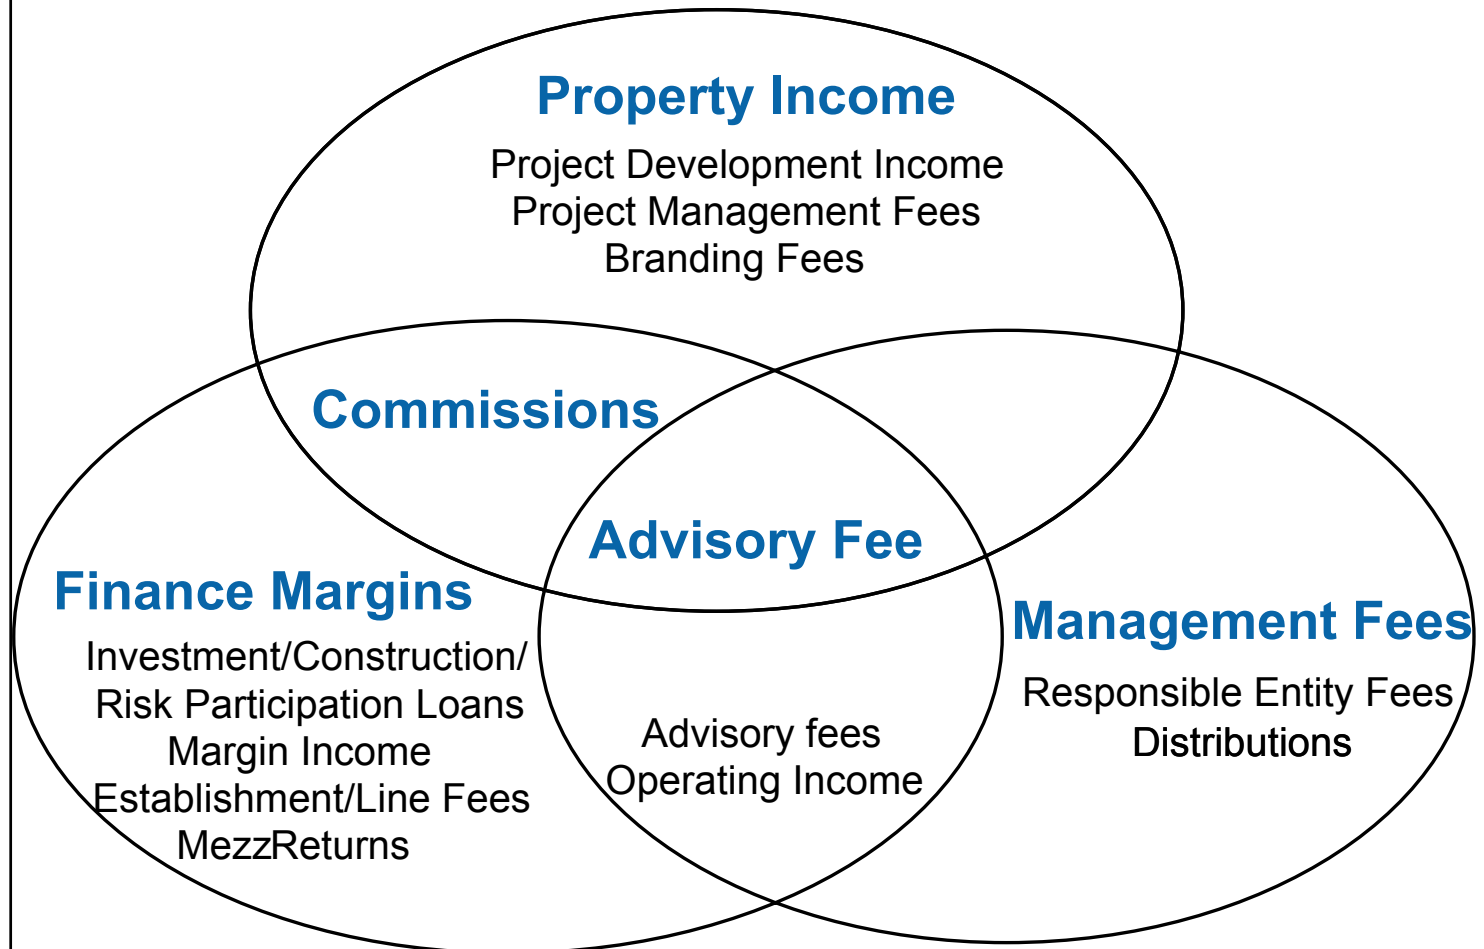 Property Income
Project Development Income
Project Management Fees
Branding Fees
Commissions
Advisory Fee
Finance Margins
Investment/Construction/
Risk Participation Loans
Margin Income
Establishment/Line Fees
MezzReturns
Advisory fees
Operating Income
Management Fees
Responsible Entity Fees
Distributions